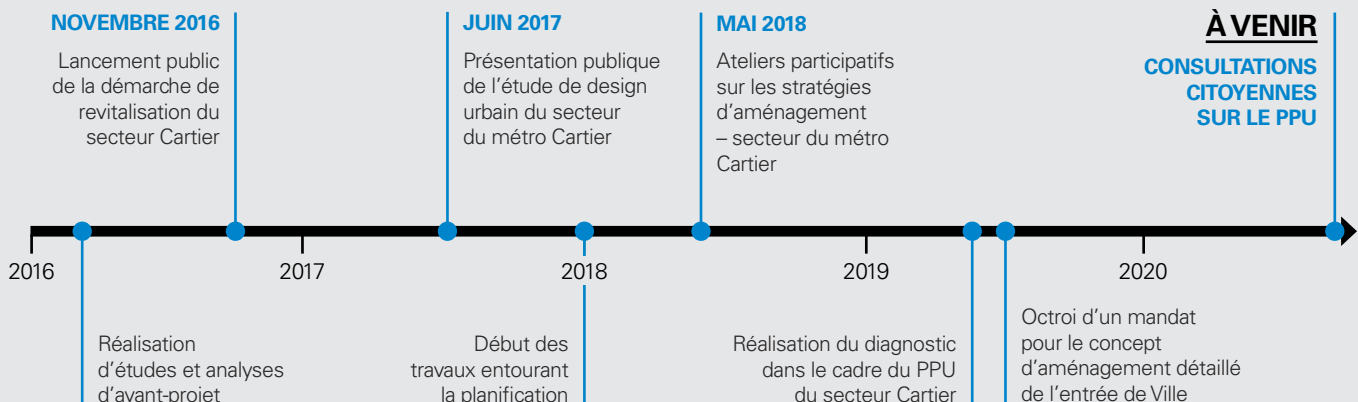 NOVEMBRE 2016
Lancement public
de la démarche de
revitalisation du
secteur Cartier
JUIN 2017
Présentation publique
de l'étude de design
urbain du secteur
du métro Cartier
MAI 2018
Ateliers participatifs
sur les stratégies
d'aménagement
– secteur du métro
Cartier
À VENIR
CONSULTATIONS
CITOYENNES
SUR LE PPU
2016
2017
2018
2019
2020
Réalisation
d'études et analyses
d'avant-projet
Début des
travaux entourant
la planification
Réalisation du diagnostic
dans le cadre du PPU
du secteur Cartier
Octroi d'un mandat
pour le concept
d'aménagement détaillé
de l'entrée de Ville